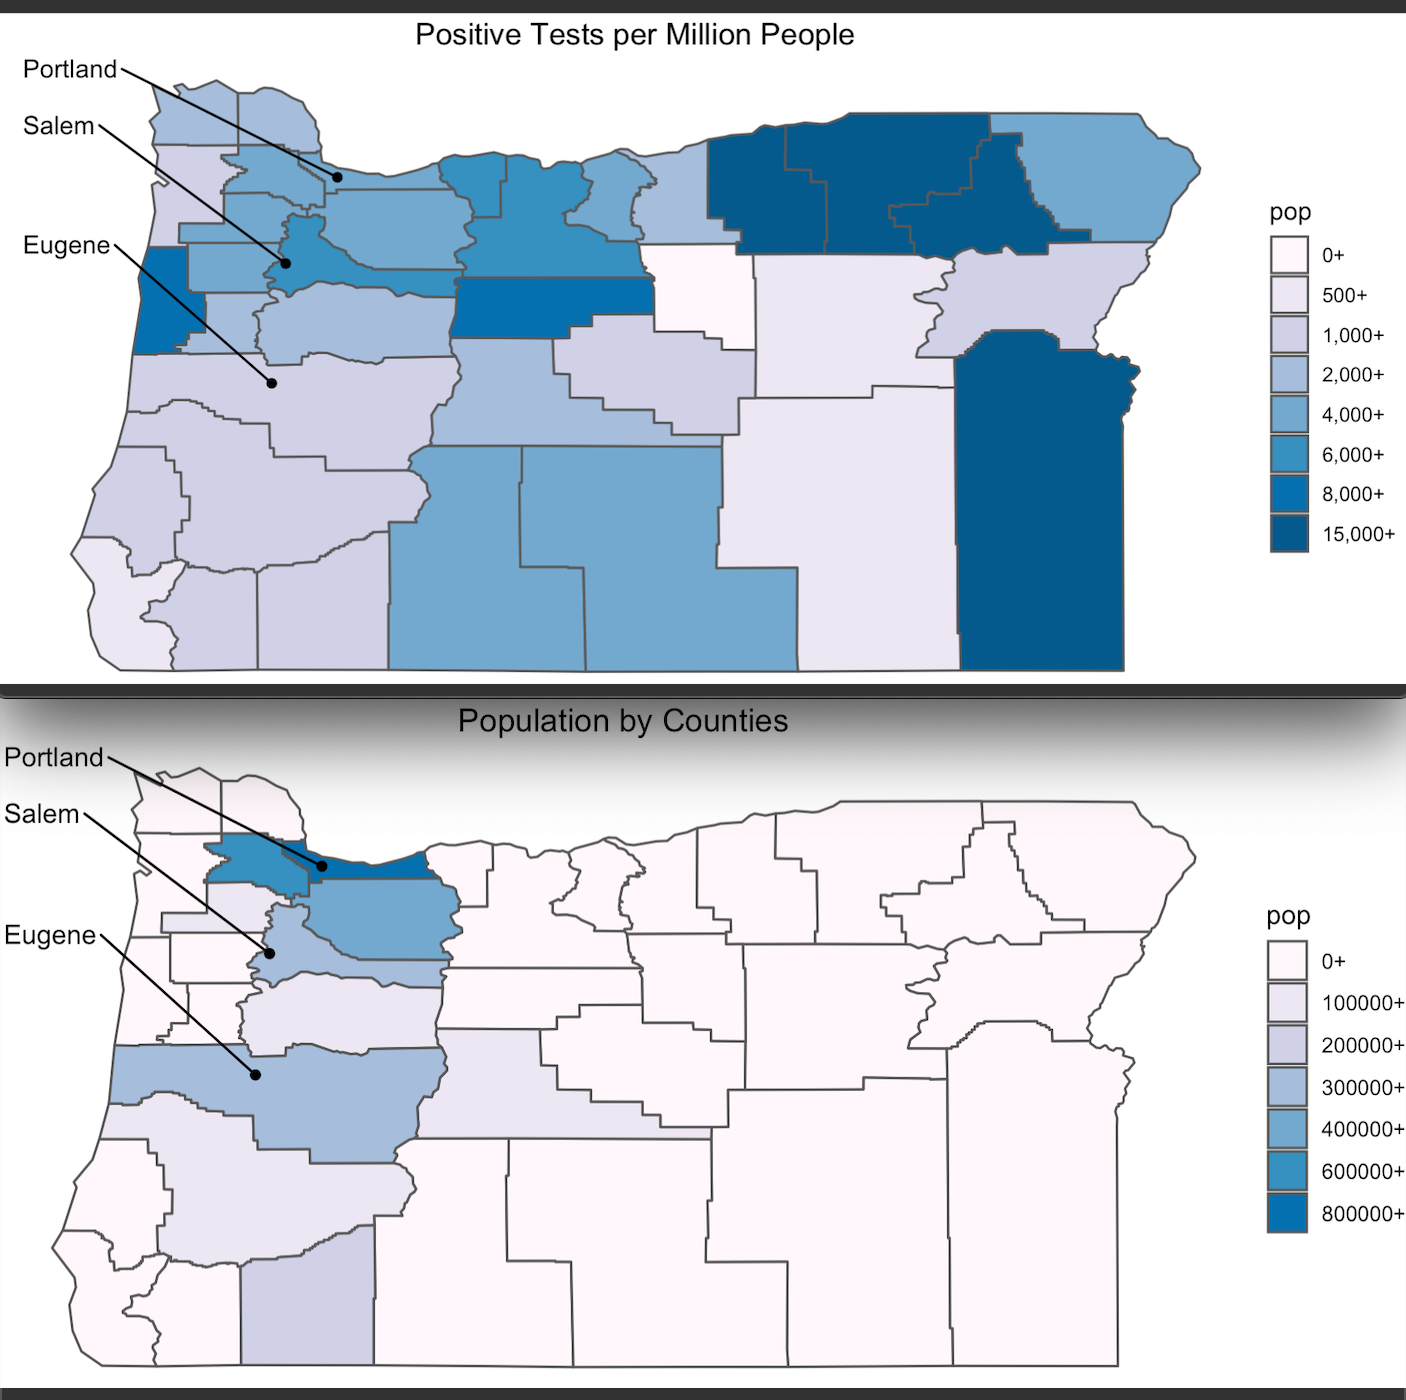 Positive Tests per Million People
Portland
Salem
Eugene
pop
0+
500+
1,000+
2,000+
4,000+
6,000+
8,000+
15,000+
Population by Counties
Portland
Salem
Eugene
pop
0+
100000+
200000+
300000+
400000+
600000+
800000+